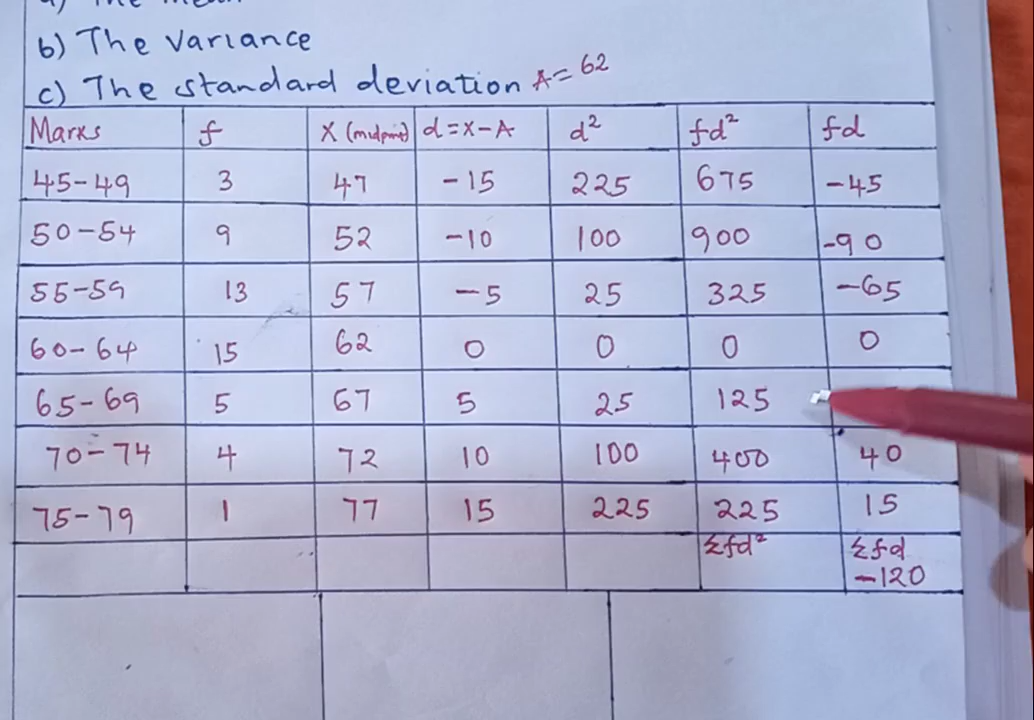 a) The mean
b) The variance
c) The standard deviation A=62
Marks f X (midpoint) d=X-A d² fd² fd
45-49 3 47 -15 225 675 -45
50-54 9 52 -10 100 900 -90
55-59 13 57 -5 25 325 -65
60-64 15 62 0 0 0 0
65-69 5 67 5 25 125
70-74 4 72 10 100 400 40
75-79 1 77 15 225 225 15
Σfd² Σfd
-120